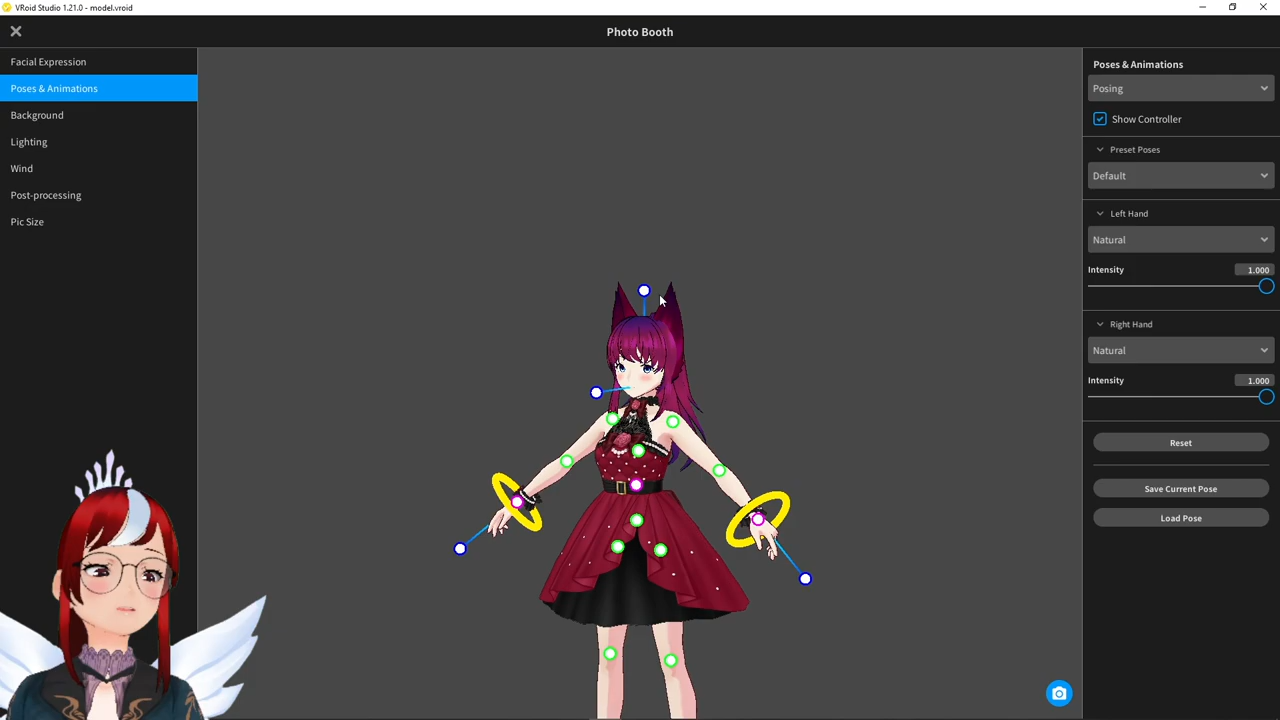 VRoid Studio 1.21.0 - model.vroid
Photo Booth
Facial Expression
Poses & Animations
Background
Lighting
Wind
Post-processing
Pic Size
Poses & Animations
Posing
Show Controller
Preset Poses
Default
Left Hand
Natural
Intensity 1.000
Right Hand
Natural
Intensity 1.000
Reset
Save Current Pose
Load Pose